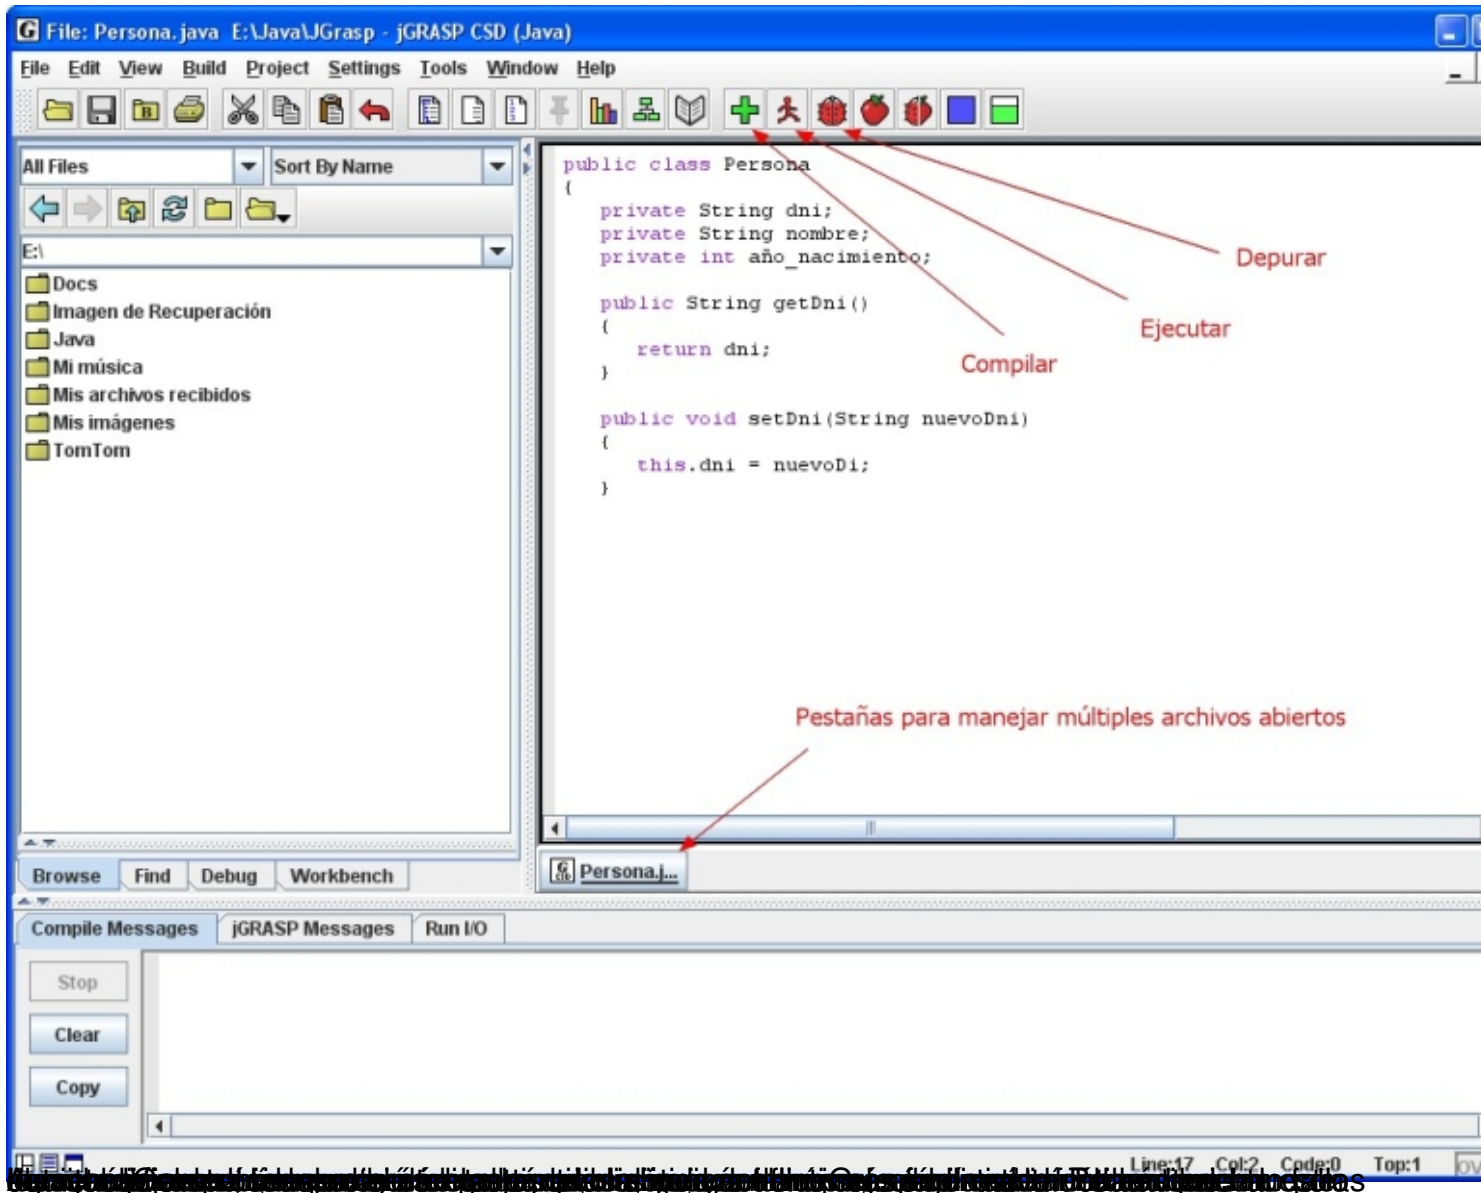 File: Persona.java E:\Java\JGrasp - jGRASP CSD (Java)
File Edit View Build Project Settings Tools Window Help
All Files
Sort By Name
E:\
Docs
Imagen de Recuperación
Java
Mi música
Mis archivos recibidos
Mis imágenes
TomTom
Browse Find Debug Workbench
public class Persona
{
private String dni;
private String nombre;
private int año_nacimiento;
public String getDni()
{
return dni;
}
public void setDni(String nuevoDni)
{
this.dni = nuevoDi;
}
Depurar
Ejecutar
Compilar
Pestañas para manejar múltiples archivos abiertos
Persona.j...
Compile Messages jGRASP Messages Run I/O
Stop
Clear
Copy
Line:17 Col:2 Code:0 Top:1